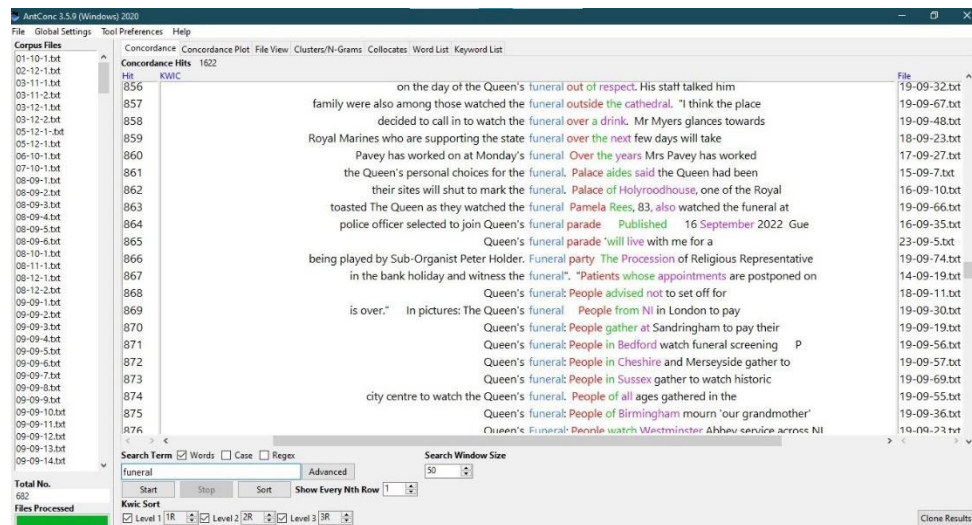 AntConc 3.5.9 (Windows) 2020
File Global Settings Tool Preferences Help
Corpus Files
01-10-1.txt
02-12-1.txt
03-11-1.txt
03-11-2.txt
03-12-1.txt
03-12-2.txt
05-12-1-.txt
05-12-1.txt
06-10-1.txt
07-10-1.txt
08-09-1.txt
08-09-2.txt
08-09-3.txt
08-09-4.txt
08-09-5.txt
08-09-6.txt
08-10-1.txt
08-11-1.txt
08-12-1.txt
08-12-2.txt
09-09-1.txt
09-09-2.txt
09-09-3.txt
09-09-4.txt
09-09-5.txt
09-09-6.txt
09-09-7.txt
09-09-8.txt
09-09-9.txt
09-09-10.txt
09-09-11.txt
09-09-12.txt
09-09-13.txt
09-09-14.txt
Total No.
682
Files Processed
Concordance Concordance Plot File View Clusters/N-Grams Collocates Word List Keyword List
Concordance Hits 1622
Hit KWIC File
856 on the day of the Queen's funeral out of respect. His staff talked him 19-09-32.txt
857 family were also among those watched the funeral outside the cathedral. "I think the place 19-09-67.txt
858 decided to call in to watch the funeral over a drink. Mr Myers glances towards 19-09-48.txt
859 Royal Marines who are supporting the state funeral over the next few days will take 18-09-23.txt
860 Pavey has worked on at Monday's funeral Over the years Mrs Pavey has worked 17-09-27.txt
861 the Queen's personal choices for the funeral. Palace aides said the Queen had been 15-09-7.txt
862 their sites will shut to mark the funeral. Palace of Holyroodhouse, one of the Royal 16-09-10.txt
863 toasted The Queen as they watched the funeral Pamela Rees, 83, also watched the funeral at 19-09-66.txt
864 police officer selected to join Queen's funeral parade Published 16 September 2022 Gue 16-09-35.txt
865 Queen's funeral parade 'will live with me for a 23-09-5.txt
866 being played by Sub-Organist Peter Holder. Funeral party The Procession of Religious Representative 19-09-74.txt
867 in the bank holiday and witness the funeral". "Patients whose appointments are postponed on 14-09-19.txt
868 Queen's funeral: People advised not to set off for 18-09-11.txt
869 is over." In pictures: The Queen's funeral People from NI in London to pay 19-09-30.txt
870 Queen's funeral: People gather at Sandringham to pay their 19-09-19.txt
871 Queen's funeral: People in Bedford watch funeral screening P 19-09-56.txt
872 Queen's funeral: People in Cheshire and Merseyside gather to 19-09-57.txt
873 Queen's funeral: People in Sussex gather to watch historic 19-09-69.txt
874 city centre to watch the Queen's funeral. People of all ages gathered in the 19-09-55.txt
875 Queen's funeral: People of Birmingham mourn 'our grandmother' 19-09-36.txt
876 Queen's Funeral: People watch Westminster Abbey service across NI 19-09-23.txt
Search Term Words Case Regex Search Window Size
funeral Advanced 50
Start Stop Sort Show Every Nth Row 1
Kwic Sort
Level 1 1R Level 2 2R Level 3 3R Clone Results